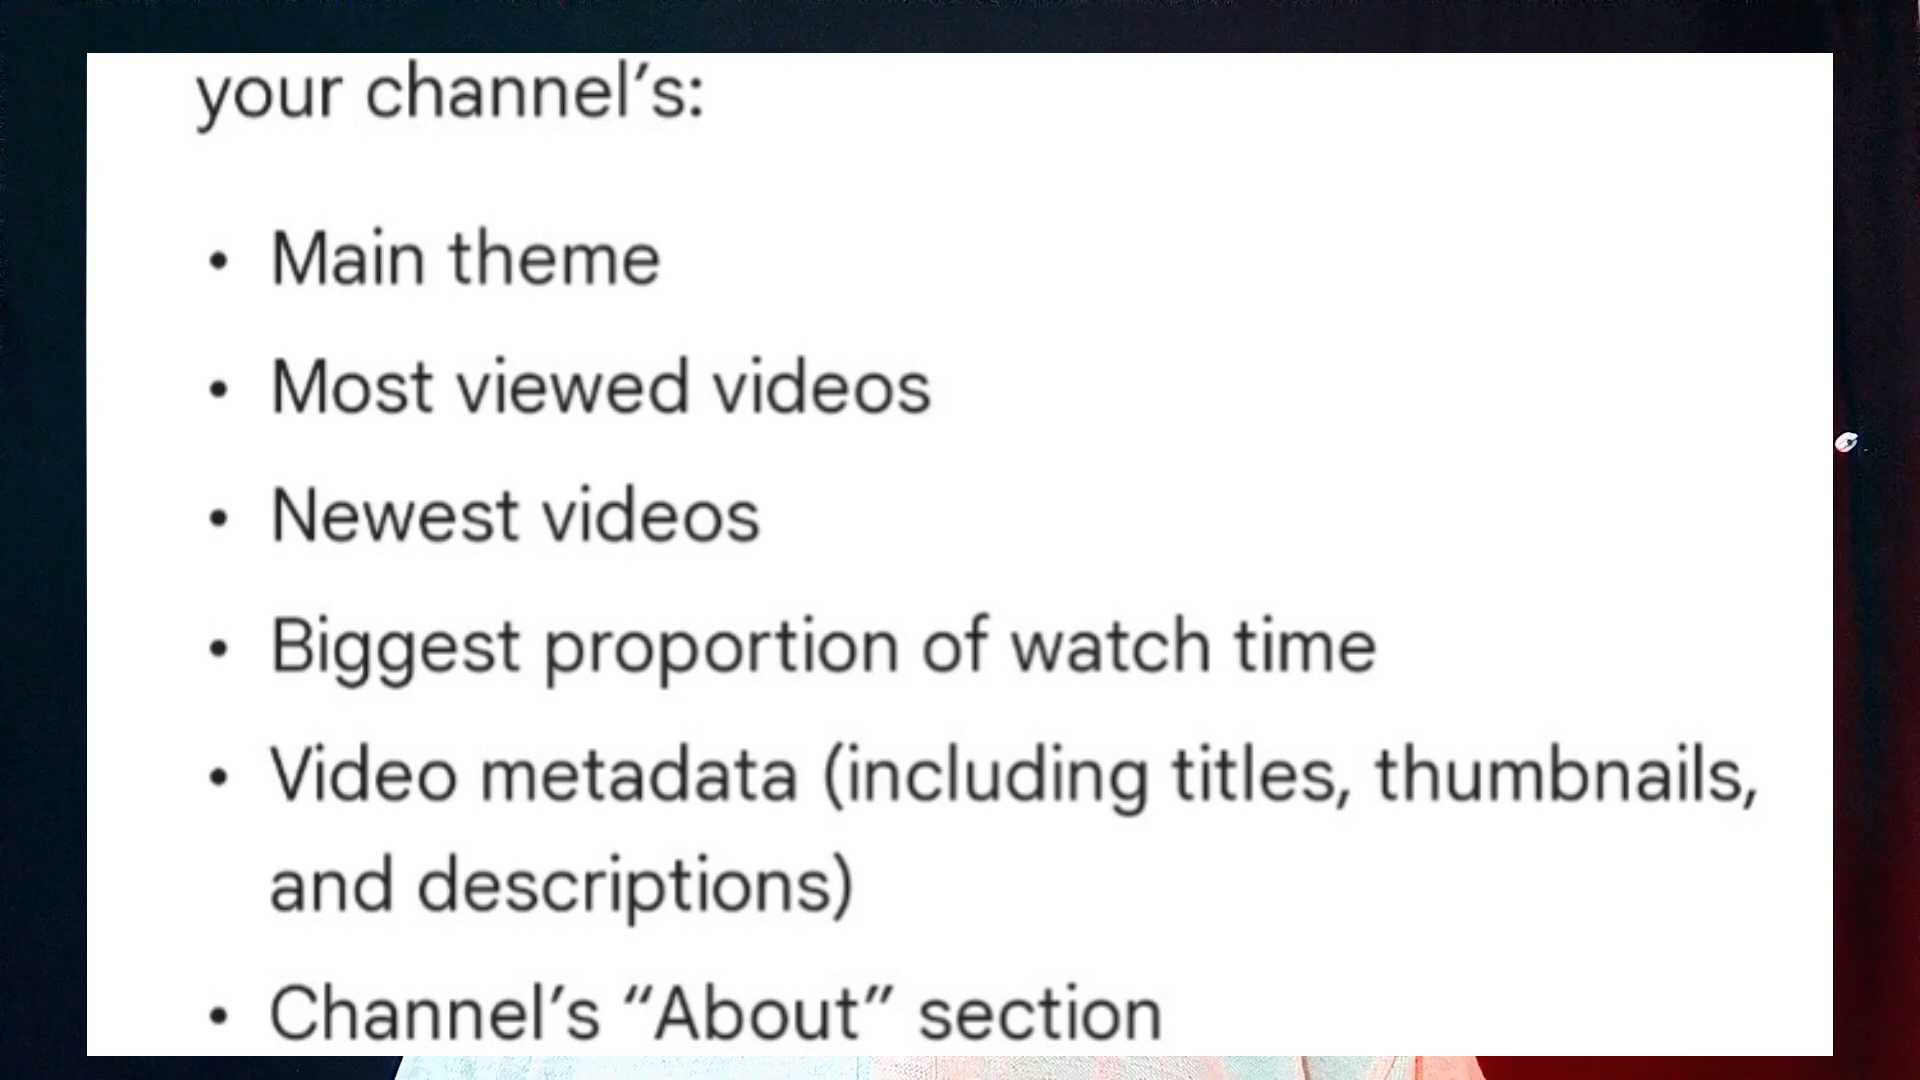 your channel’s:
• Main theme
• Most viewed videos
• Newest videos
• Biggest proportion of watch time
• Video metadata (including titles, thumbnails,
and descriptions)
• Channel’s “About” section